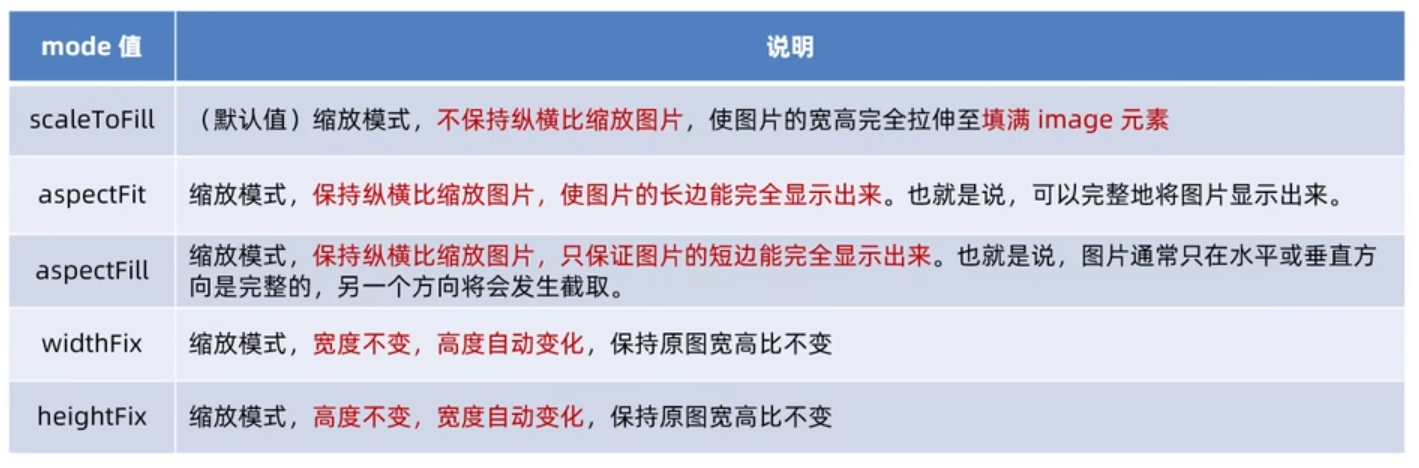 mode 值 说明
scaleToFill （默认值）缩放模式，不保持纵横比缩放图片，使图片的宽高完全拉伸至填满 image 元素
aspectFit 缩放模式，保持纵横比缩放图片，使图片的长边能完全显示出来。也就是说，可以完整地将图片显示出来。
aspectFill 缩放模式，保持纵横比缩放图片，只保证图片的短边能完全显示出来。也就是说，图片通常只在水平或垂直方
向是完整的，另一个方向将会发生截取。
widthFix 缩放模式，宽度不变，高度自动变化，保持原图宽高比不变
heightFix 缩放模式，高度不变，宽度自动变化，保持原图宽高比不变